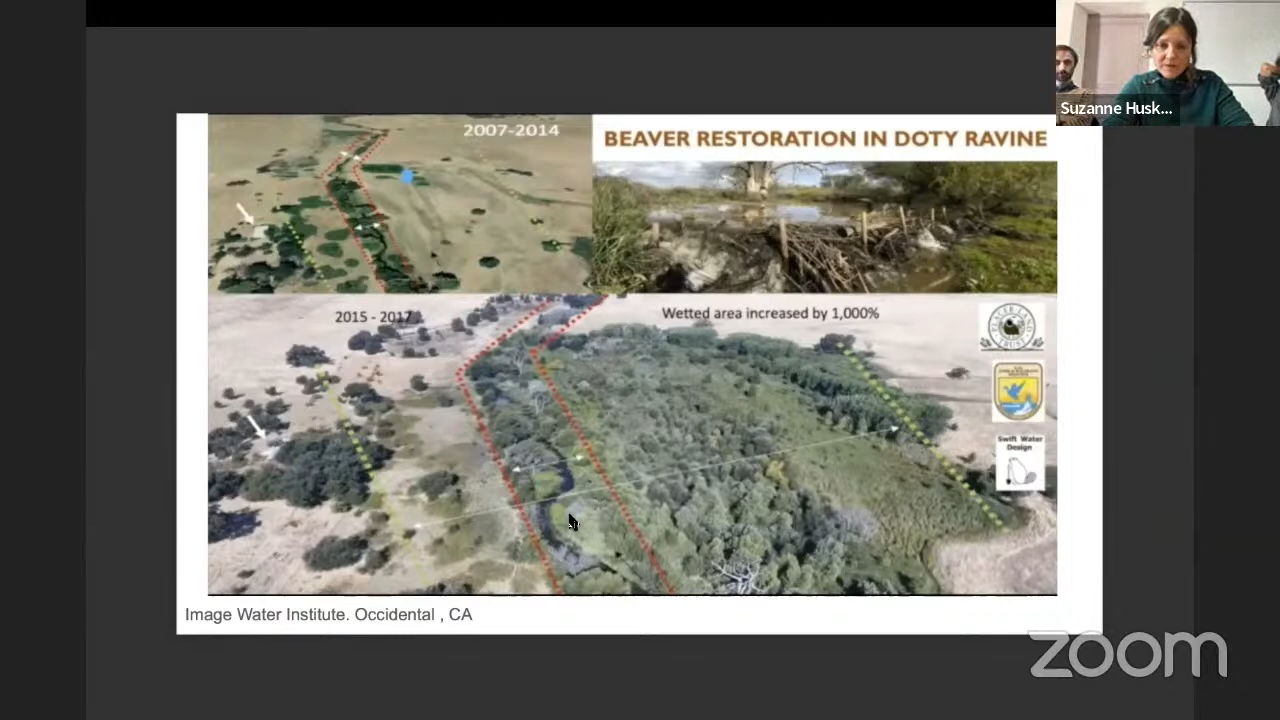 Suzanne Husk...
2007-2014
BEAVER RESTORATION IN DOTY RAVINE
2015 - 2017
Wetted area increased by 1,000%
TRUST
Swift Water
Design
Image Water Institute. Occidental , CA
zoom